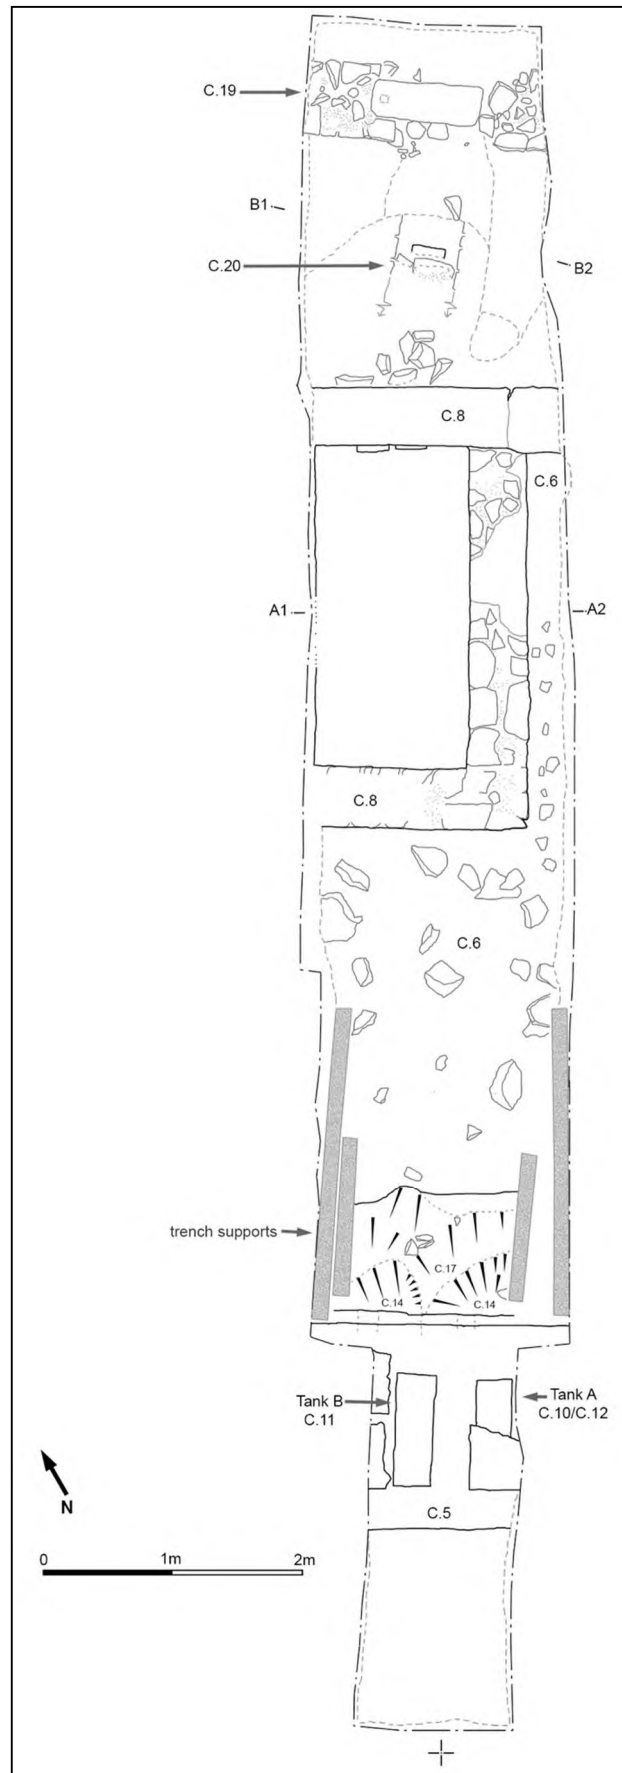 C.19
B1
B2
C.20
C.8
C.6
A1
A2
C.8
C.6
trench supports
C.17
C.14
C.14
Tank B
C.11
Tank A
C.10/C.12
C.5
N
0
1m
2m